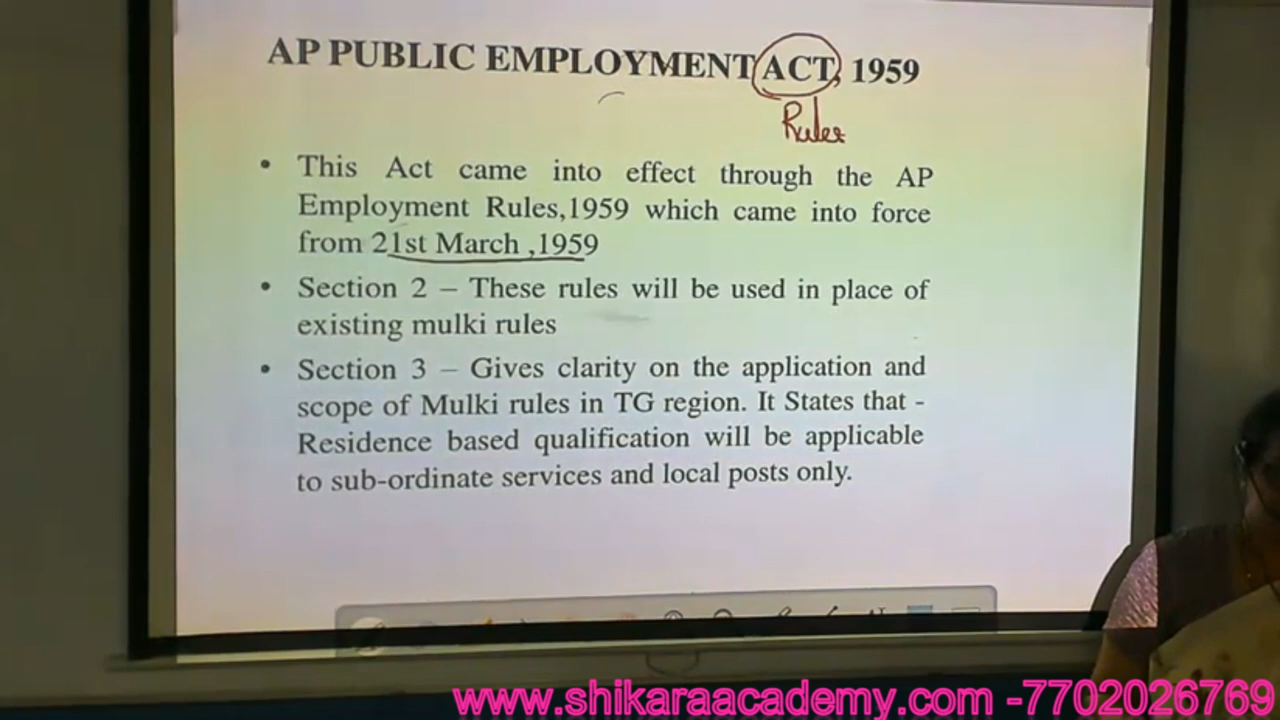 AP PUBLIC EMPLOYMENT ACT, 1959
Rules
• This Act came into effect through the AP
Employment Rules,1959 which came into force
from 21st March ,1959
• Section 2 – These rules will be used in place of
existing mulki rules
• Section 3 – Gives clarity on the application and
scope of Mulki rules in TG region. It States that -
Residence based qualification will be applicable
to sub-ordinate services and local posts only.
www.shikaraacademy.com -7702026769